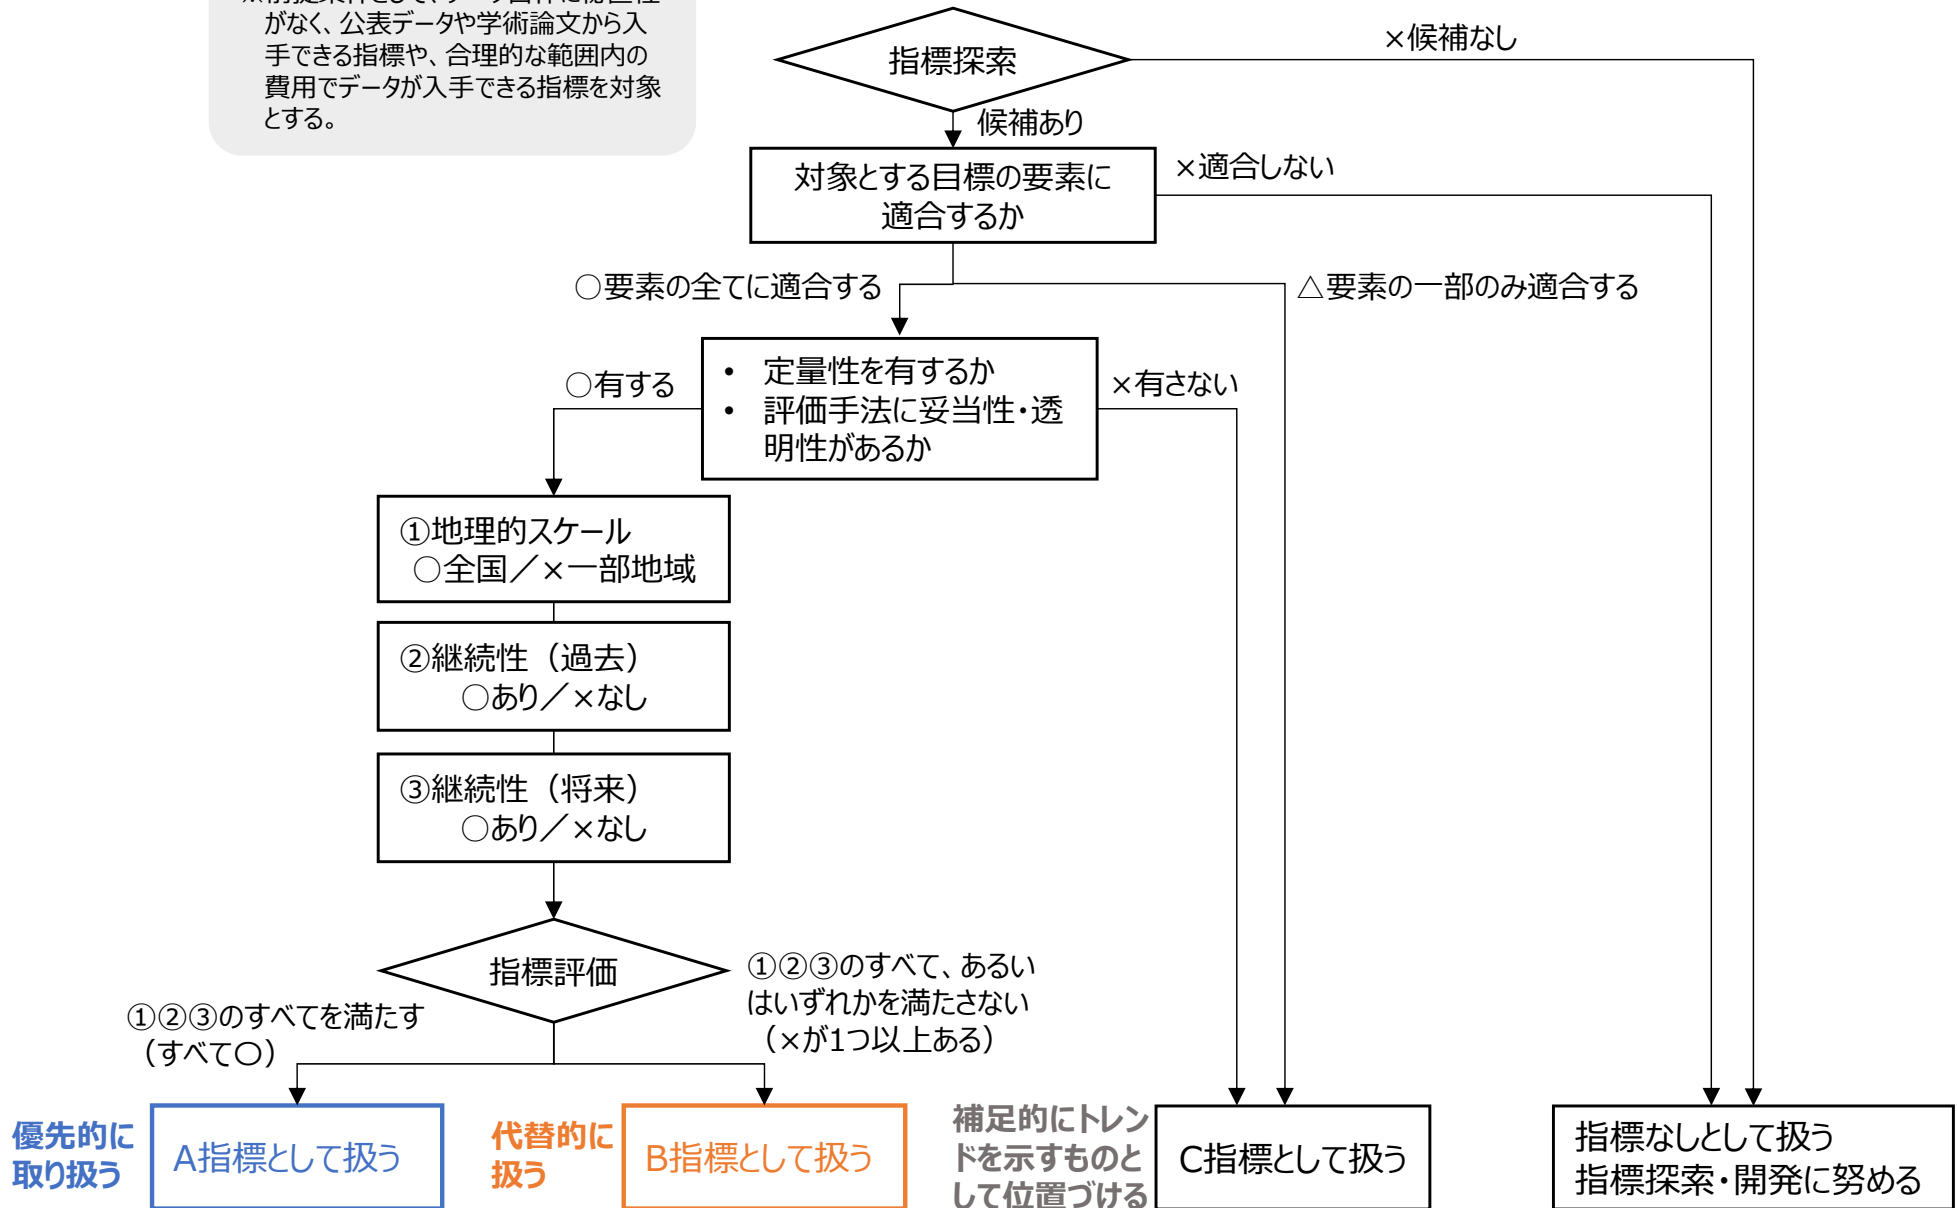 がなく、公表データや学術論文から入
手できる指標や、合理的な範囲内の
費用でデータが入手できる指標を対象
とする。
指標探索
×候補なし
候補あり
対象とする目標の要素に
適合するか
×適合しない
○要素の全てに適合する
△要素の一部のみ適合する
• 定量性を有するか
• 評価手法に妥当性・透
明性があるか
○有する
×有さない
①地理的スケール
○全国／×一部地域
②継続性（過去）
○あり／×なし
③継続性（将来）
○あり／×なし
指標評価
①②③のすべてを満たす
（すべて〇）
①②③のすべて、あるい
はいずれかを満たさない
（×が1つ以上ある）
優先的に
取り扱う
A指標として扱う
代替的に
扱う
B指標として扱う
補足的にトレン
ドを示すものと
して位置づける
C指標として扱う
指標なしとして扱う
指標探索・開発に努める